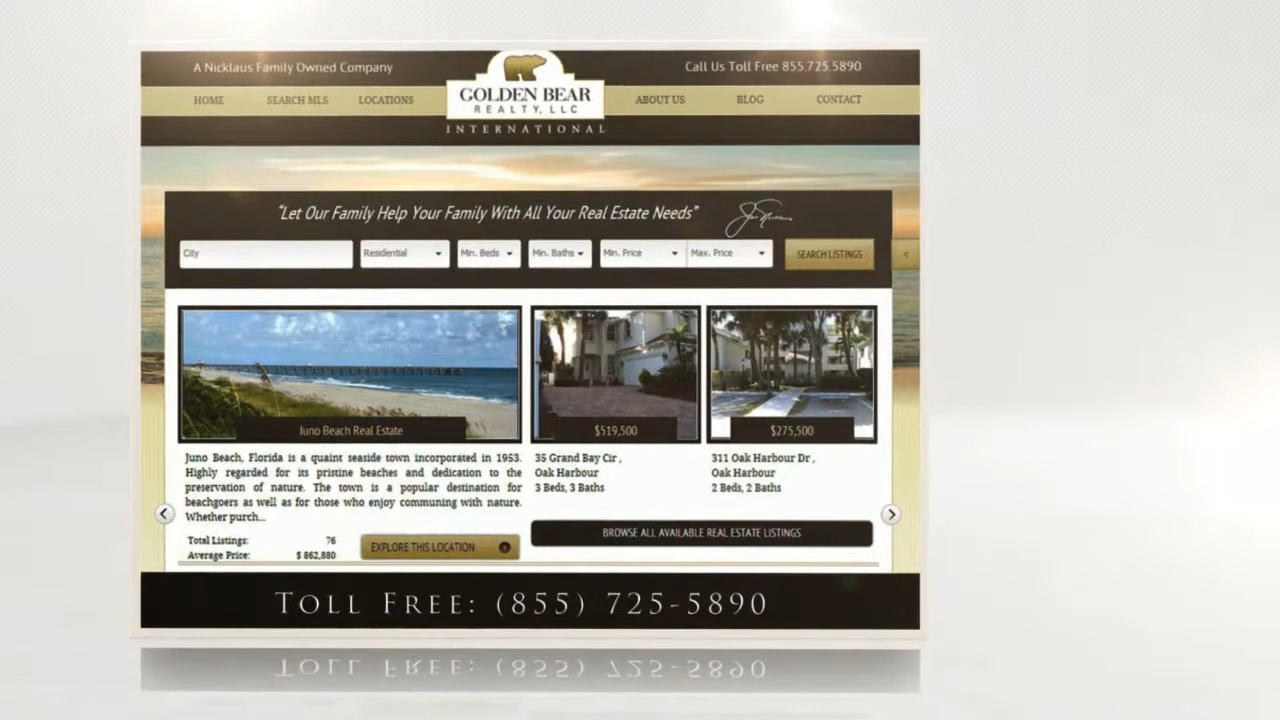 A Nicklaus Family Owned Company
Call Us Toll Free 855.725.5890
HOME
SEARCH MLS
LOCATIONS
GOLDEN BEAR
REALTY, LLC
INTERNATIONAL
ABOUT US
BLOG
CONTACT
"Let Our Family Help Your Family With All Your Real Estate Needs"
City
Residential
Min. Beds
Min. Baths
Min. Price
Max. Price
SEARCH LISTINGS
<
Juno Beach Real Estate
$519,500
$275,500
Juno Beach, Florida is a quaint seaside town incorporated in 1953.
Highly regarded for its pristine beaches and dedication to the
preservation of nature. The town is a popular destination for
beachgoers as well as for those who enjoy communing with nature.
Whether purch...
35 Grand Bay Cir ,
Oak Harbour
3 Beds, 3 Baths
311 Oak Harbour Dr ,
Oak Harbour
2 Beds, 2 Baths
Total Listings: 76
Average Price: $ 862,880
EXPLORE THIS LOCATION
BROWSE ALL AVAILABLE REAL ESTATE LISTINGS
TOLL FREE: (855) 725-5890